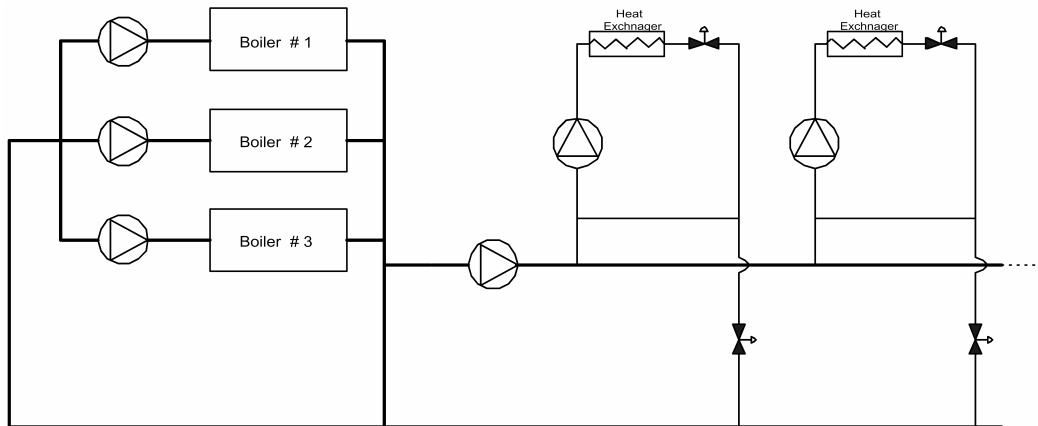 Boiler # 1
Boiler # 2
Boiler # 3
Heat
Exchnager
Heat
Exchnager